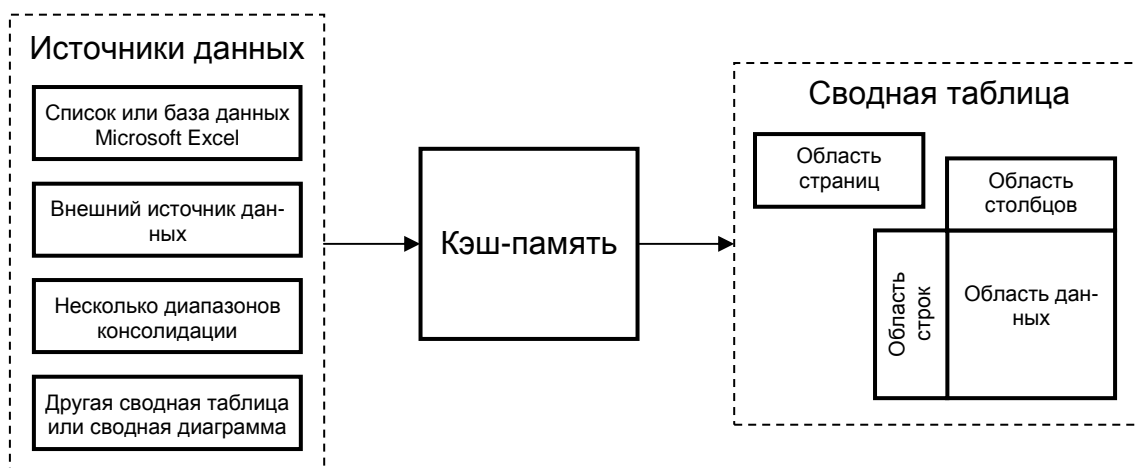 Источники данных
Список или база данных
Microsoft Excel
Внешний источник дан-
ных
Несколько диапазонов
консолидации
Другая сводная таблица
или сводная диаграмма
Кэш-память
Сводная таблица
Область
страниц
Область
столбцов
Область
строк
Область дан-
ных